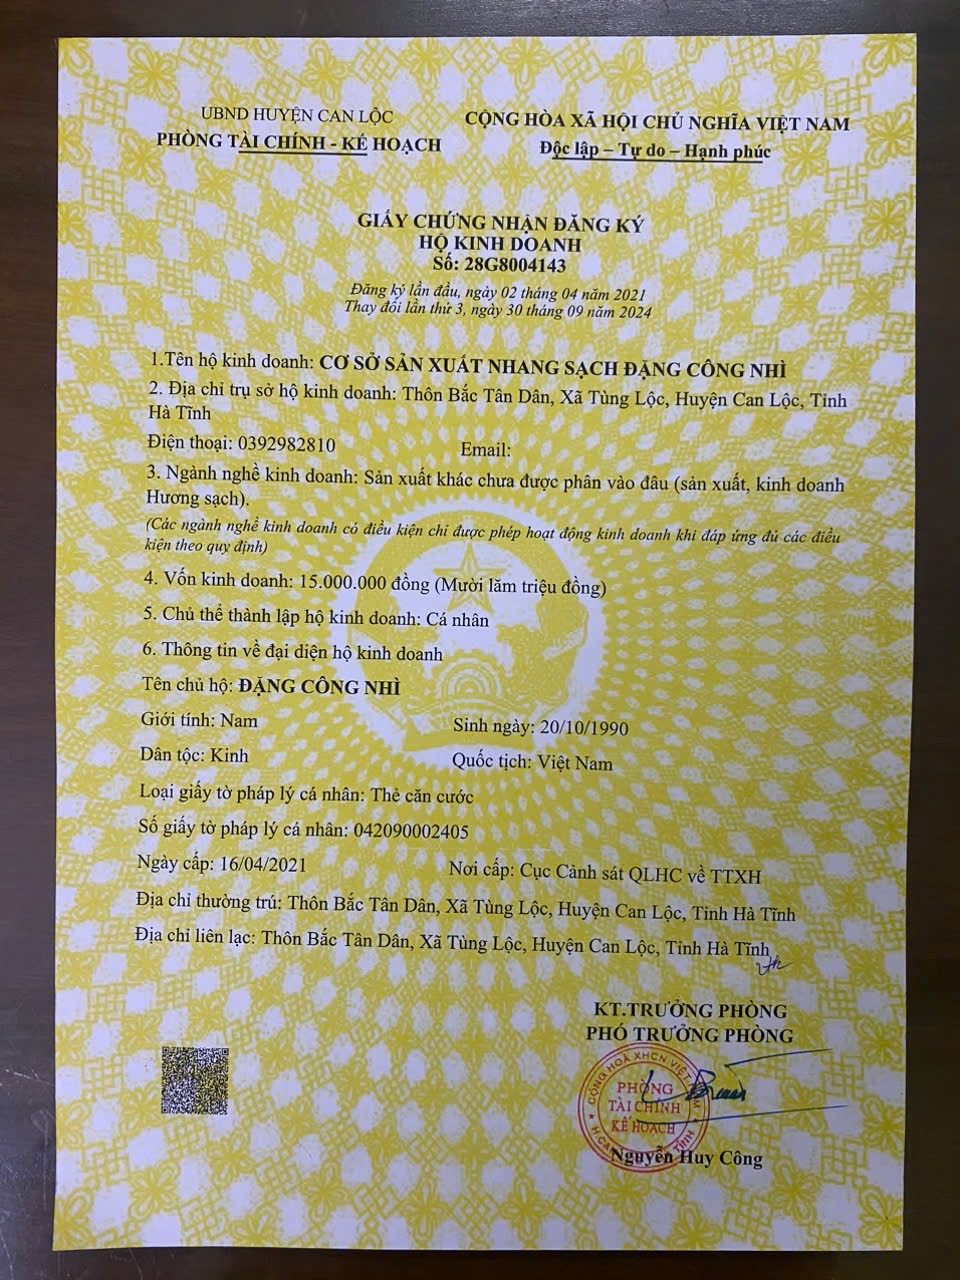 UBND HUYỆN CAN LỘC
PHÒNG TÀI CHÍNH - KẾ HOẠCH
CỘNG HÒA XÃ HỘI CHỦ NGHĨA VIỆT NAM
Độc lập – Tự do – Hạnh phúc
GIẤY CHỨNG NHẬN ĐĂNG KÝ
HỘ KINH DOANH
Số: 28G8004143
Đăng ký lần đầu, ngày 02 tháng 04 năm 2021
Thay đổi lần thứ 3, ngày 30 tháng 09 năm 2024
1.Tên hộ kinh doanh: CƠ SỞ SẢN XUẤT NHANG SẠCH ĐẶNG CÔNG NHÌ
2. Địa chỉ trụ sở hộ kinh doanh: Thôn Bắc Tân Dân, Xã Tùng Lộc, Huyện Can Lộc, Tỉnh
Hà Tĩnh
Điện thoại: 0392982810 Email:
3. Ngành nghề kinh doanh: Sản xuất khác chưa được phân vào đâu (sản xuất, kinh doanh
Hương sạch).
(Các ngành nghề kinh doanh có điều kiện chỉ được phép hoạt động kinh doanh khi đáp ứng đủ các điều
kiện theo quy định)
4. Vốn kinh doanh: 15.000.000 đồng (Mười lăm triệu đồng)
5. Chủ thể thành lập hộ kinh doanh: Cá nhân
6. Thông tin về đại diện hộ kinh doanh
Tên chủ hộ: ĐẶNG CÔNG NHÌ
Giới tính: Nam Sinh ngày: 20/10/1990
Dân tộc: Kinh Quốc tịch: Việt Nam
Loại giấy tờ pháp lý cá nhân: Thẻ căn cước
Số giấy tờ pháp lý cá nhân: 042090002405
Ngày cấp: 16/04/2021 Nơi cấp: Cục Cảnh sát QLHC về TTXH
Địa chỉ thường trú: Thôn Bắc Tân Dân, Xã Tùng Lộc, Huyện Can Lộc, Tỉnh Hà Tĩnh
Địa chỉ liên lạc: Thôn Bắc Tân Dân, Xã Tùng Lộc, Huyện Can Lộc, Tỉnh Hà Tĩnh
KT.TRƯỞNG PHÒNG
PHÓ TRƯỞNG PHÒNG
CỘNG HOÀ XHCN VIỆT
PHÒNG
TÀI CHÍNH
KẾ HOẠCH
TĨNH
Nguyễn Huy Công